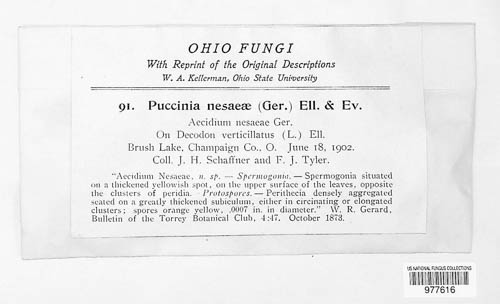 OHIO FUNGI
With Reprint of the Original Descriptions
W. A. Kellerman, Ohio State University
91. Puccinia nesaeæ (Ger.) Ell. & Ev.
Aecidium nesaeae Ger.
On Decodon verticillatus (L.) Ell.
Brush Lake, Champaign Co., O. June 18, 1902.
Coll. J. H. Schaffner and F. J. Tyler.
"Aecidium Nesaeae, n. sp — Spermogonia. — Spermogonia situated
on a thickened yellowish spot, on the upper surface of the leaves, opposite
the clusters of peridia. Protospores. — Perithecia densely aggregated
seated on a greatly thickened subiculum, either in circinating or elongated
clusters; spores orange yellow, .0007 in. in diameter." W. R. Gerard,
Bulletin of the Torrey Botanical Club, 4:47. October 1873.
US NATIONAL FUNGUS COLLECTIONS
977616